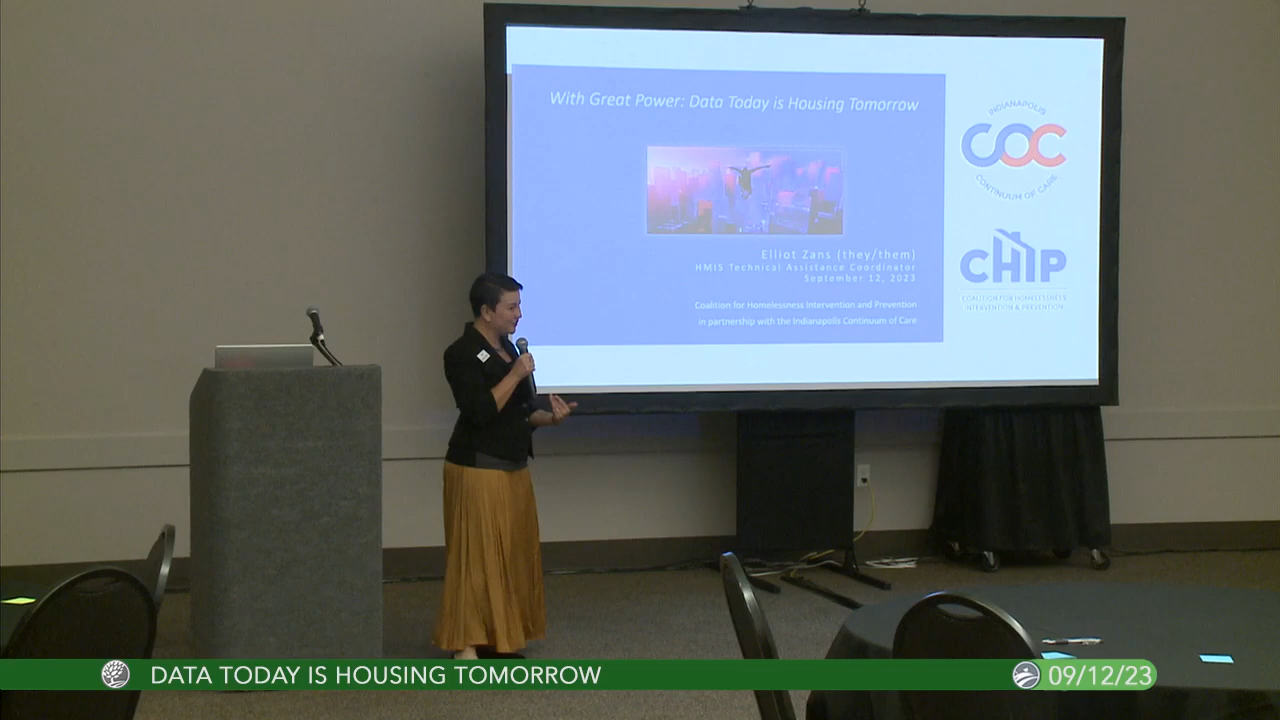 With Great Power: Data Today is Housing Tomorrow
Elliot Zans (they/them)
HMIS Technical Assistance Coordinator
September 12, 2023
Coalition for Homelessness Intervention and Prevention
in partnership with the Indianapolis Continuum of Care
INDIANAPOLIS
COC
CONTINUUM OF CARE
CHIP
COALITION FOR HOMELESSNESS
INTERVENTION & PREVENTION
DATA TODAY IS HOUSING TOMORROW
09/12/23